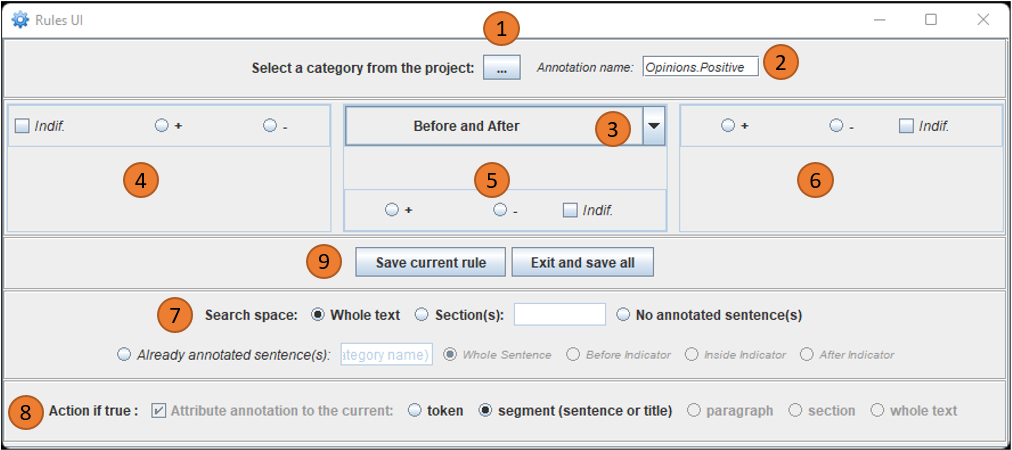 Rules UI
1
Select a category from the project: ... Annotation name: Opinions.Positive 2
Indif. + - Before and After 3 + - Indif.
4 5 6
+ - Indif.
9 Save current rule Exit and save all
7 Search space: Whole text Section(s): No annotated sentence(s)
Already annotated sentence(s): ategory name) Whole Sentence Before Indicator Inside Indicator After Indicator
8 Action if true : Attribute annotation to the current: token segment (sentence or title) paragraph section whole text